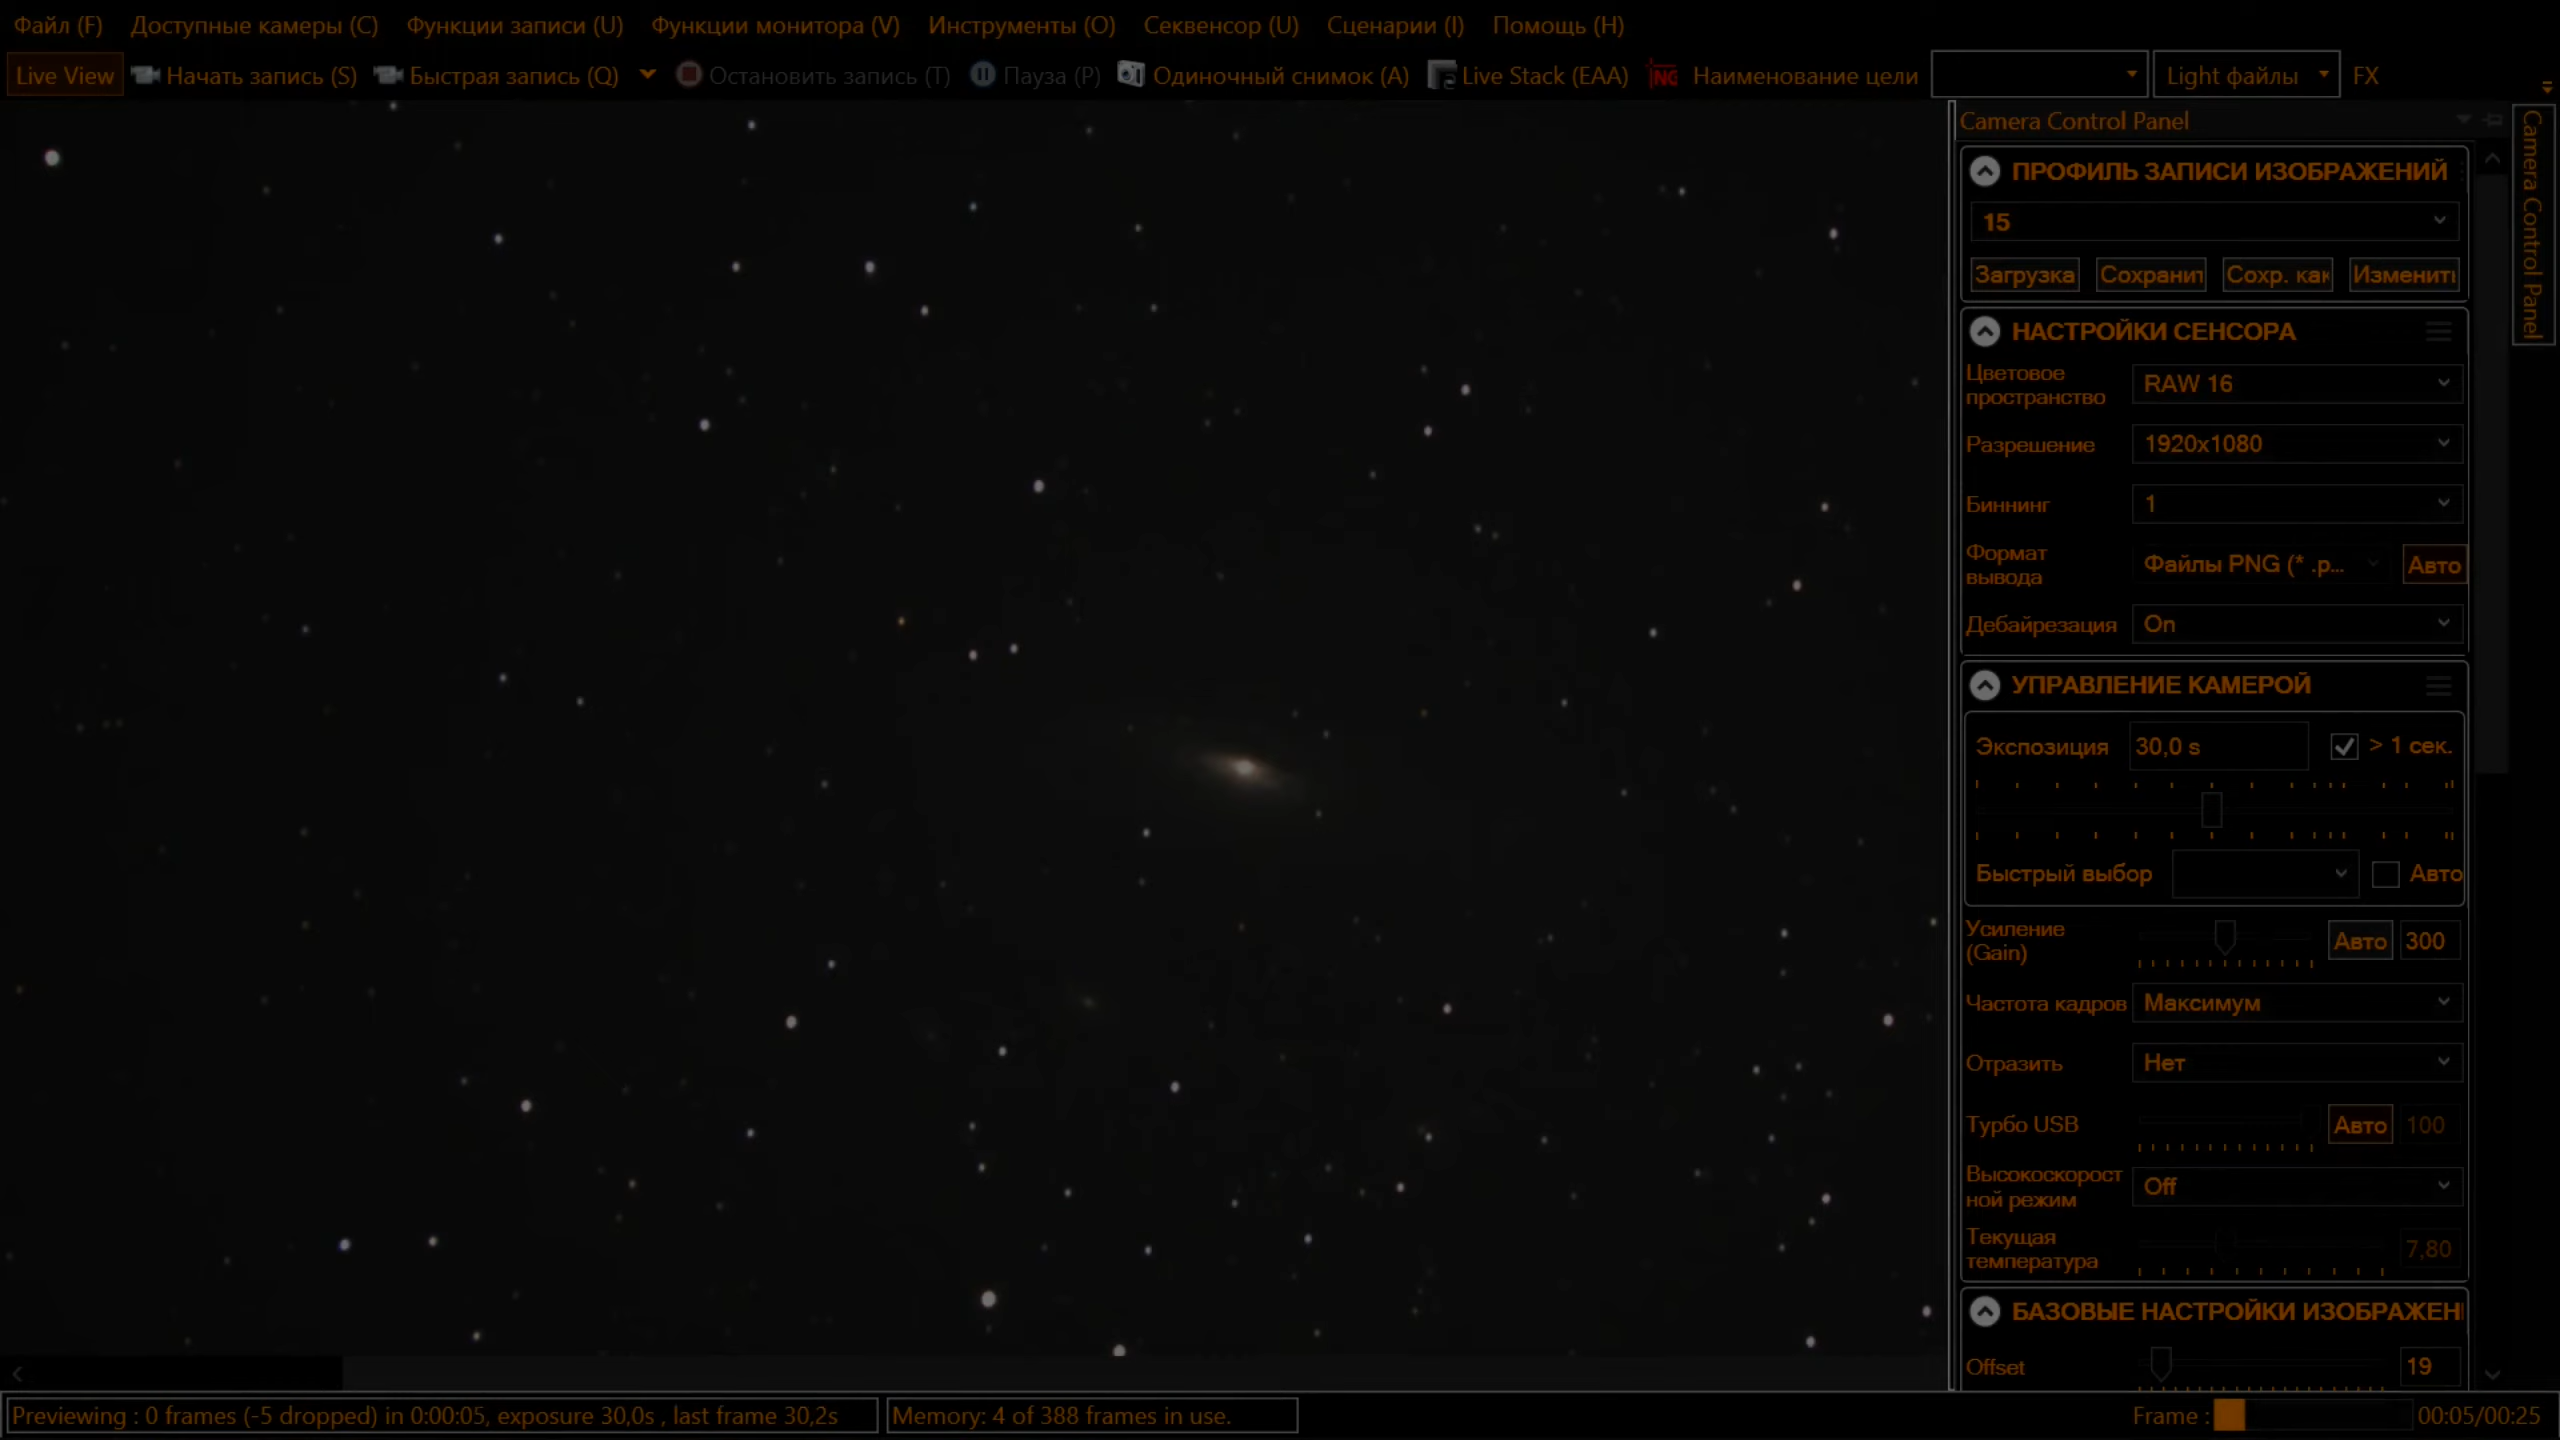 Файл (F) Доступные камеры (C) Функции записи (U) Функции монитора (V) Инструменты (O) Секвенсор (U) Сценарии (I) Помощь (H)
Live View Начать запись (S) Быстрая запись (Q) Остановить запись (T) Пауза (P) Одиночный снимок (A) Live Stack (EAA) Наименование цели Light файлы FX
Camera Control Panel
Camera Control Panel
ПРОФИЛЬ ЗАПИСИ ИЗОБРАЖЕНИЙ
15
Загрузка Сохранит Сохр. как Изменить
НАСТРОЙКИ СЕНСОРА
Цветовое
пространство RAW 16
Разрешение 1920x1080
Биннинг 1
Формат
вывода Файлы PNG (* .p... Авто
Дебайрезация On
УПРАВЛЕНИЕ КАМЕРОЙ
Экспозиция 30,0 s > 1 сек.
Быстрый выбор Авто
Усиление
(Gain) Авто 300
Частота кадров Максимум
Отразить Нет
Турбо USB Авто 100
Высокоскорост
ной режим Off
Текущая
температура 7,80
БАЗОВЫЕ НАСТРОЙКИ ИЗОБРАЖЕН
Offset 19
Previewing : 0 frames (-5 dropped) in 0:00:05, exposure 30,0s , last frame 30,2s Memory: 4 of 388 frames in use. Frame : 00:05/00:25